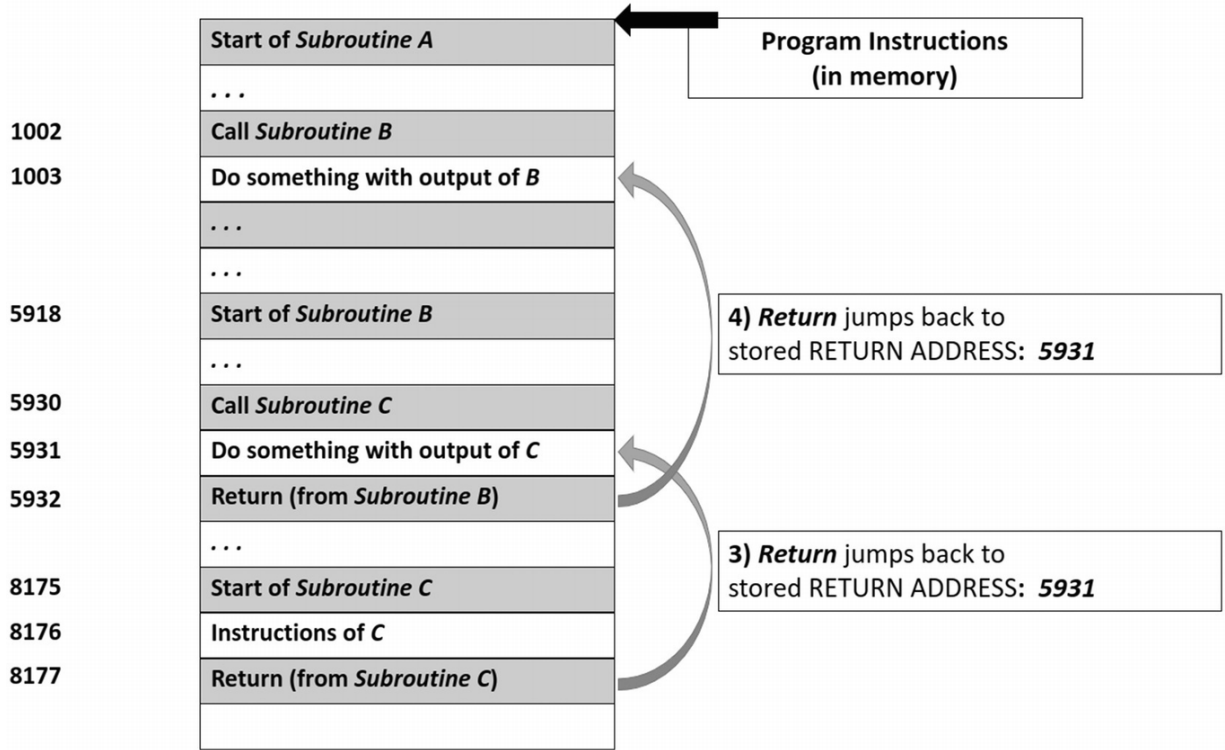 Start of Subroutine A
Program Instructions
(in memory)
. . .
1002 Call Subroutine B
1003 Do something with output of B
. . .
. . .
5918 Start of Subroutine B
4) Return jumps back to
stored RETURN ADDRESS: 5931
. . .
5930 Call Subroutine C
5931 Do something with output of C
5932 Return (from Subroutine B)
. . .
3) Return jumps back to
stored RETURN ADDRESS: 5931
8175 Start of Subroutine C
8176 Instructions of C
8177 Return (from Subroutine C)